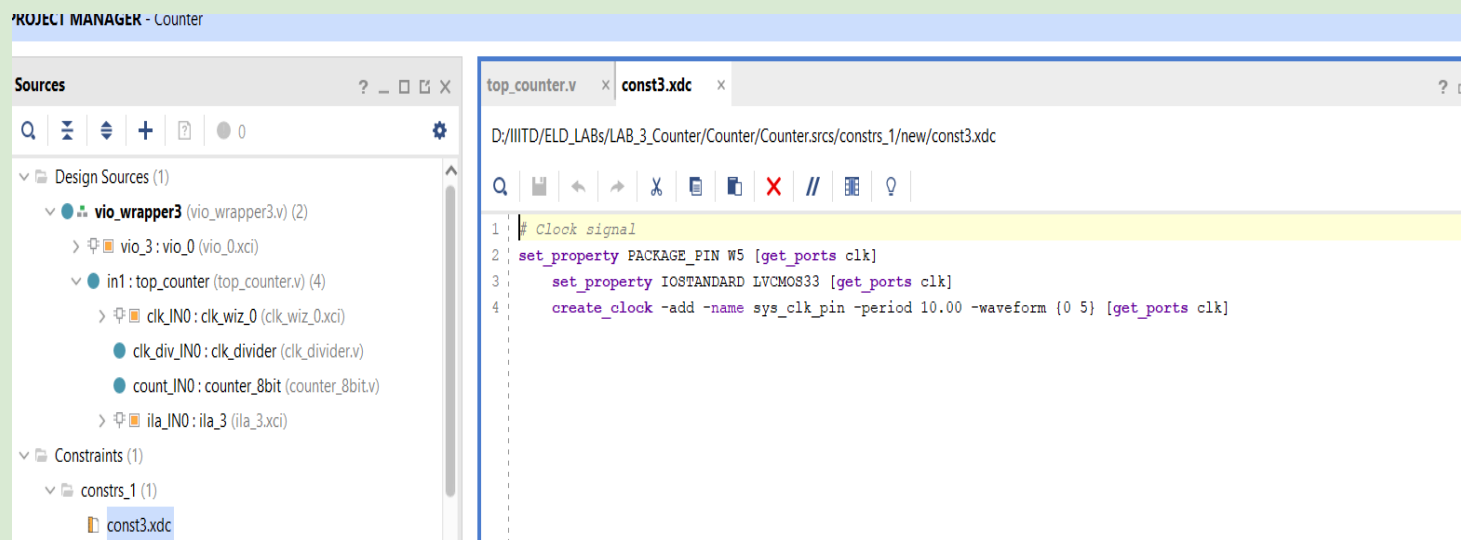 PROJECT MANAGER - Counter
Sources
? _
0
Design Sources (1)
vio_wrapper3 (vio_wrapper3.v) (2)
vio_3 : vio_0 (vio_0.xci)
in1 : top_counter (top_counter.v) (4)
clk_IN0 : clk_wiz_0 (clk_wiz_0.xci)
clk_div_IN0 : clk_divider (clk_divider.v)
count_IN0 : counter_8bit (counter_8bit.v)
ila_IN0 : ila_3 (ila_3.xci)
Constraints (1)
constrs_1 (1)
const3.xdc
top_counter.v × const3.xdc ×
?
D:/IIITD/ELD_LABs/LAB_3_Counter/Counter/Counter.srcs/constrs_1/new/const3.xdc
//
1 # Clock signal
2 set_property PACKAGE_PIN W5 [get_ports clk]
3 set_property IOSTANDARD LVCMOS33 [get_ports clk]
4 create_clock -add -name sys_clk_pin -period 10.00 -waveform {0 5} [get_ports clk]